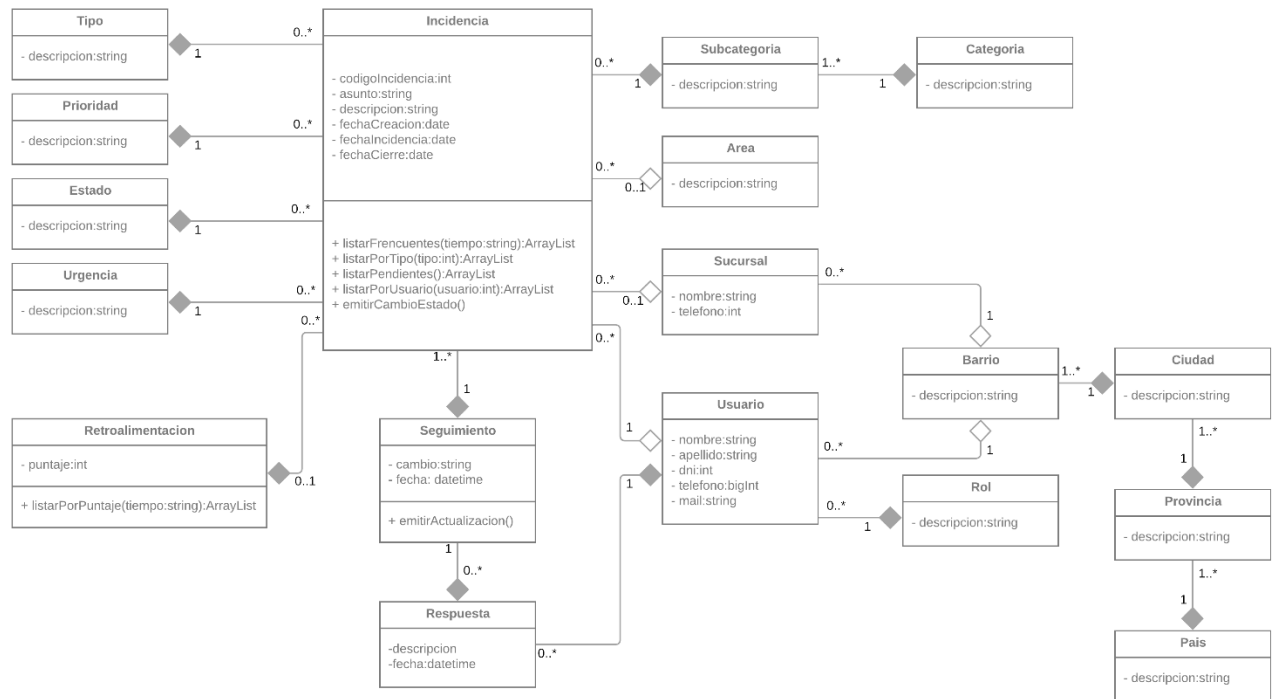 Tipo
- descripcion:string
Prioridad
- descripcion:string
Estado
- descripcion:string
Urgencia
- descripcion:string
1
0..*
1
0..*
1
0..*
1
0..*
0..*
Incidencia
- codigoIncidencia:int
- asunto:string
- descripcion:string
- fechaCreacion:date
- fechaIncidencia:date
- fechaCierre:date
+ listarFrencuentes(tiempo:string):ArrayList
+ listarPorTipo(tipo:int):ArrayList
+ listarPendientes():ArrayList
+ listarPorUsuario(usuario:int):ArrayList
+ emitirCambioEstado()
0..*
1
Subcategoria
- descripcion:string
1..*
1
Categoria
- descripcion:string
0..*
0..1
Area
- descripcion:string
0..*
0..1
Sucursal
- nombre:string
- telefono:int
0..*
1
0..*
1
Barrio
- descripcion:string
1..*
1
Ciudad
- descripcion:string
1..*
1
Retroalimentacion
- puntaje:int
+ listarPorPuntaje(tiempo:string):ArrayList
0..1
1..*
1
Seguimiento
- cambio:string
- fecha: datetime
+ emitirActualizacion()
1
0..*
Respuesta
-descripcion
-fecha:datetime
0..*
1
Usuario
- nombre:string
- apellido:string
- dni:int
- telefono:bigInt
- mail:string
0..*
1
0..*
1
Rol
- descripcion:string
Provincia
- descripcion:string
1..*
1
Pais
- descripcion:string